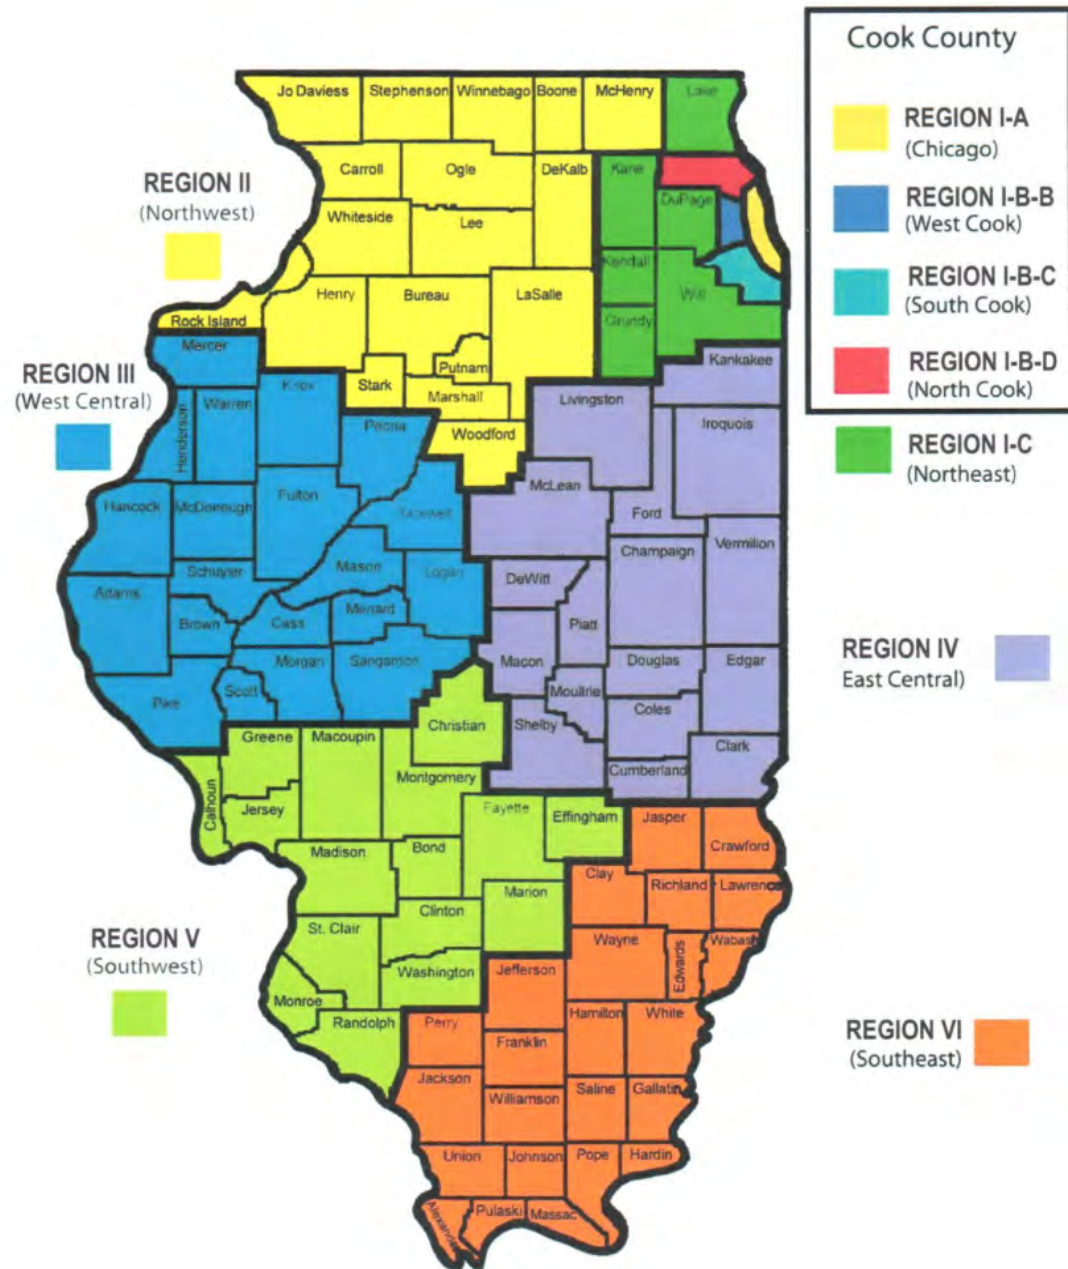 Cook County
REGION I-A
(Chicago)
REGION I-B-B
(West Cook)
REGION I-B-C
(South Cook)
REGION I-B-D
(North Cook)
REGION I-C
(Northeast)
REGION II
(Northwest)
REGION III
(West Central)
REGION IV
East Central)
REGION V
(Southwest)
REGION VI
(Southeast)
Jo Daviess
Stephenson
Winnebago
Boone
McHenry
Lake
Carroll
Ogle
DeKalb
Kane
DuPage
Whiteside
Lee
Kendall
Will
Henry
Bureau
LaSalle
Grundy
Rock Island
Putnam
Stark
Marshall
Woodford
Mercer
Knox
Warren
Henderson
Peoria
Hancock
McDonough
Fulton
Tazewell
Schuyler
Mason
Logan
Adams
Brown
Cass
Menard
Morgan
Sangamon
Scott
Pike
Kankakee
Livingston
Iroquois
McLean
Ford
Champaign
Vermilion
DeWitt
Piatt
Macon
Douglas
Edgar
Moultrie
Coles
Shelby
Clark
Cumberland
Christian
Greene
Macoupin
Montgomery
Calhoun
Jersey
Fayette
Effingham
Madison
Bond
Marion
Clinton
St. Clair
Washington
Monroe
Randolph
Jasper
Crawford
Clay
Richland
Lawrence
Wayne
Edwards
Wabash
Jefferson
Hamilton
White
Perry
Franklin
Jackson
Williamson
Saline
Gallatin
Union
Johnson
Pope
Hardin
Alexander
Pulaski
Massac